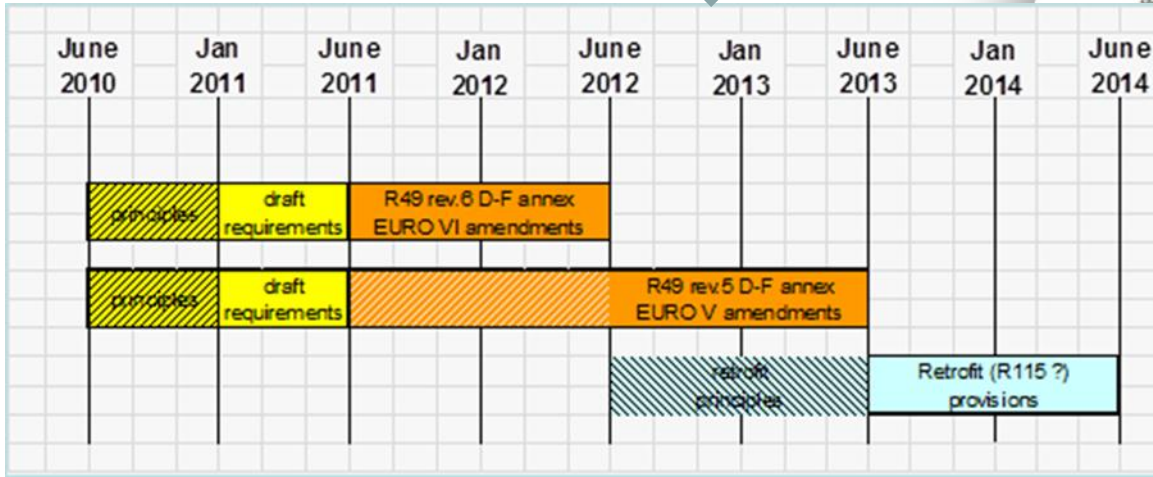 June Jan June Jan June Jan June Jan June
2010 2011 2011 2012 2012 2013 2013 2014 2014
principles
draft
requirements
R49 rev.6 D-F annex
EURO VI amendments
principles
draft
requirements
R49 rev.5 D-F annex
EURO V amendments
retrofit
principles
Retrofit (R115 ?)
provisions